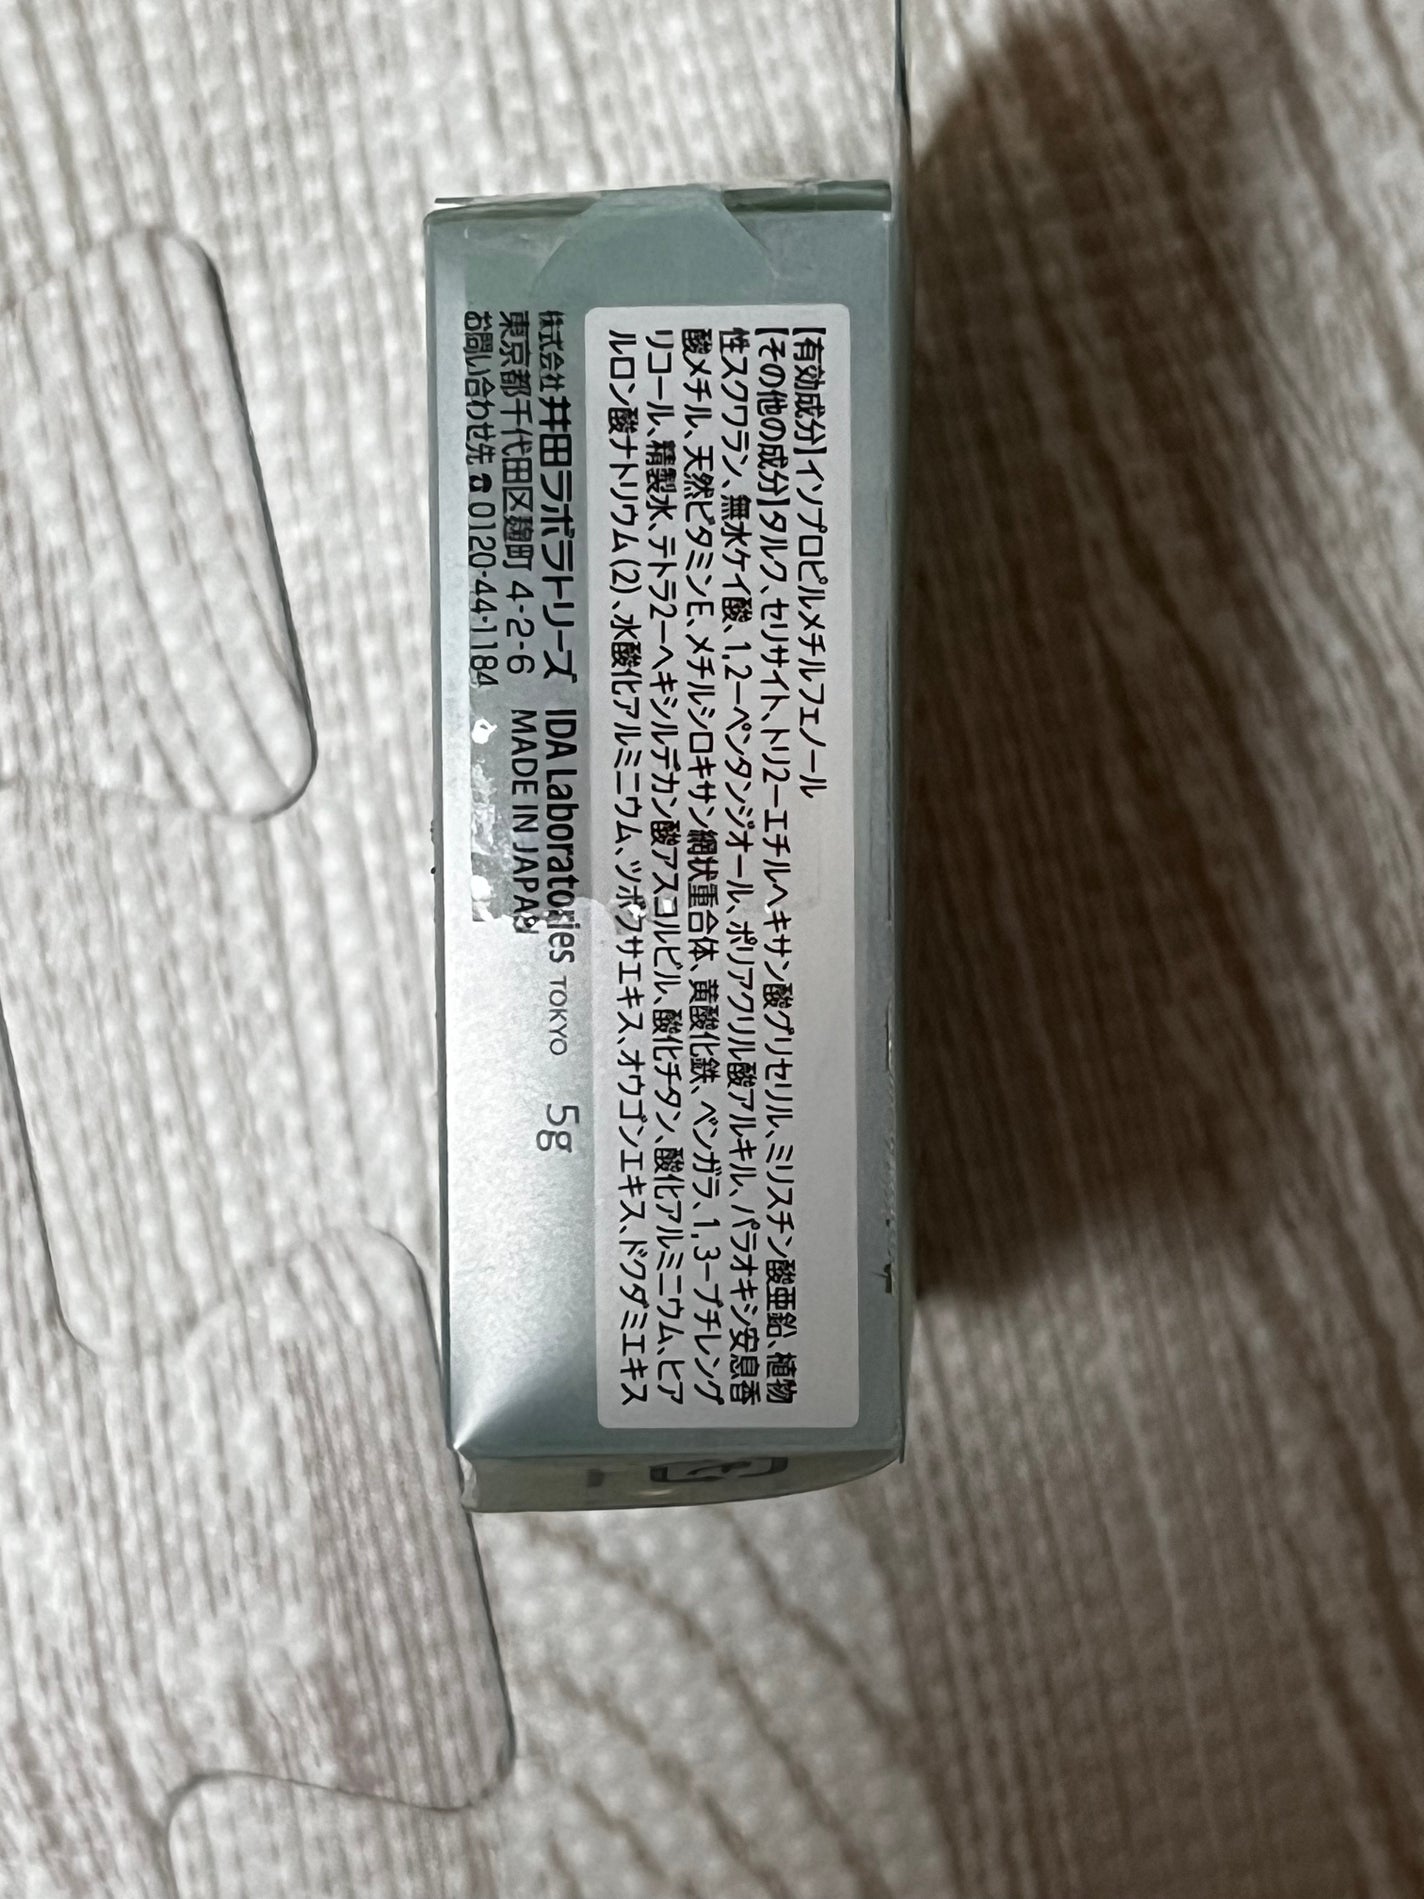 【有効成分】イソプロピルメチルフェノール
【その他の成分】タルク、セリサイト、トリ2ーエチルヘキサン酸グリセリル、ミリスチン酸亜鉛、植物
性スクワラン、無水ケイ酸、1,2ーペンタンジオール、ポリアクリル酸アルキル、パラオキシ安息香
酸メチル、天然ビタミンE、メチルシロキサン網状重合体、黄酸化鉄、ベンガラ、1,3ーブチレング
リコール、精製水、テトラ2ーヘキシルデカン酸アスコルビル、酸化チタン、酸化アルミニウム、ヒア
ルロン酸ナトリウム(2)、水酸化アルミニウム、ツボクサエキス、オウゴンエキス、ドクダミエキス
株式会社 井田ラボラトリーズ IDA Laboratories TOKYO 5g
東京都千代田区麹町 4-2-6 MADE IN JAPAN
お問い合わせ先 ☎0120-44-1184